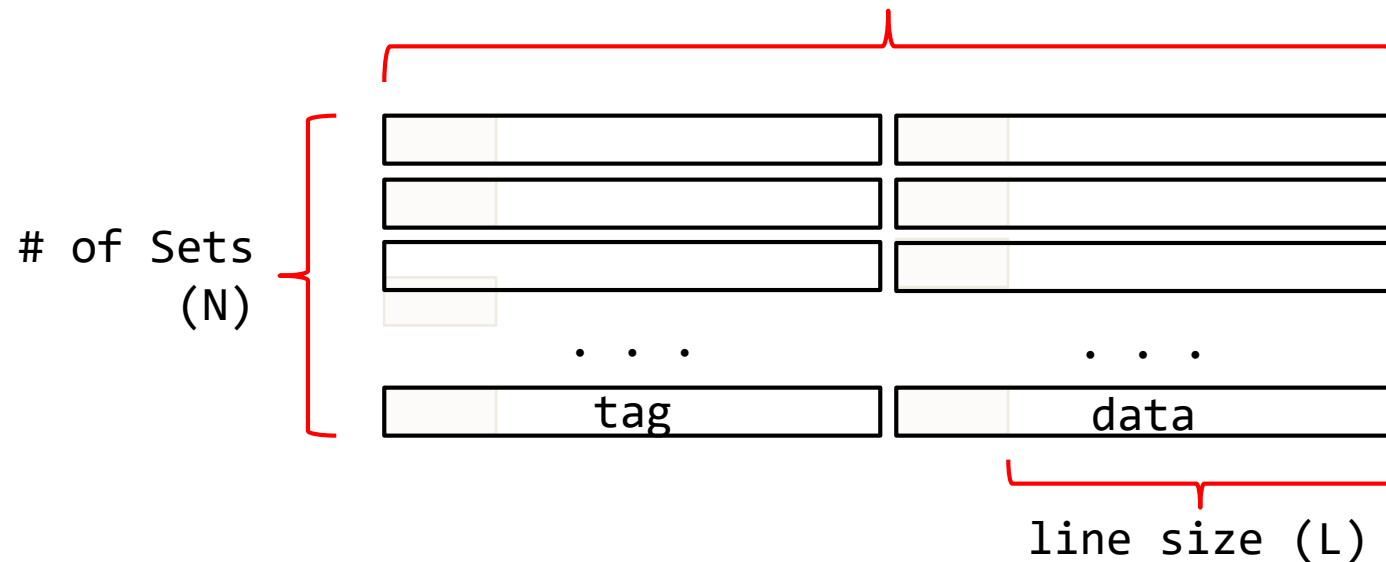 # of Sets
(N)
. . .
. . .
tag
data
line size (L)